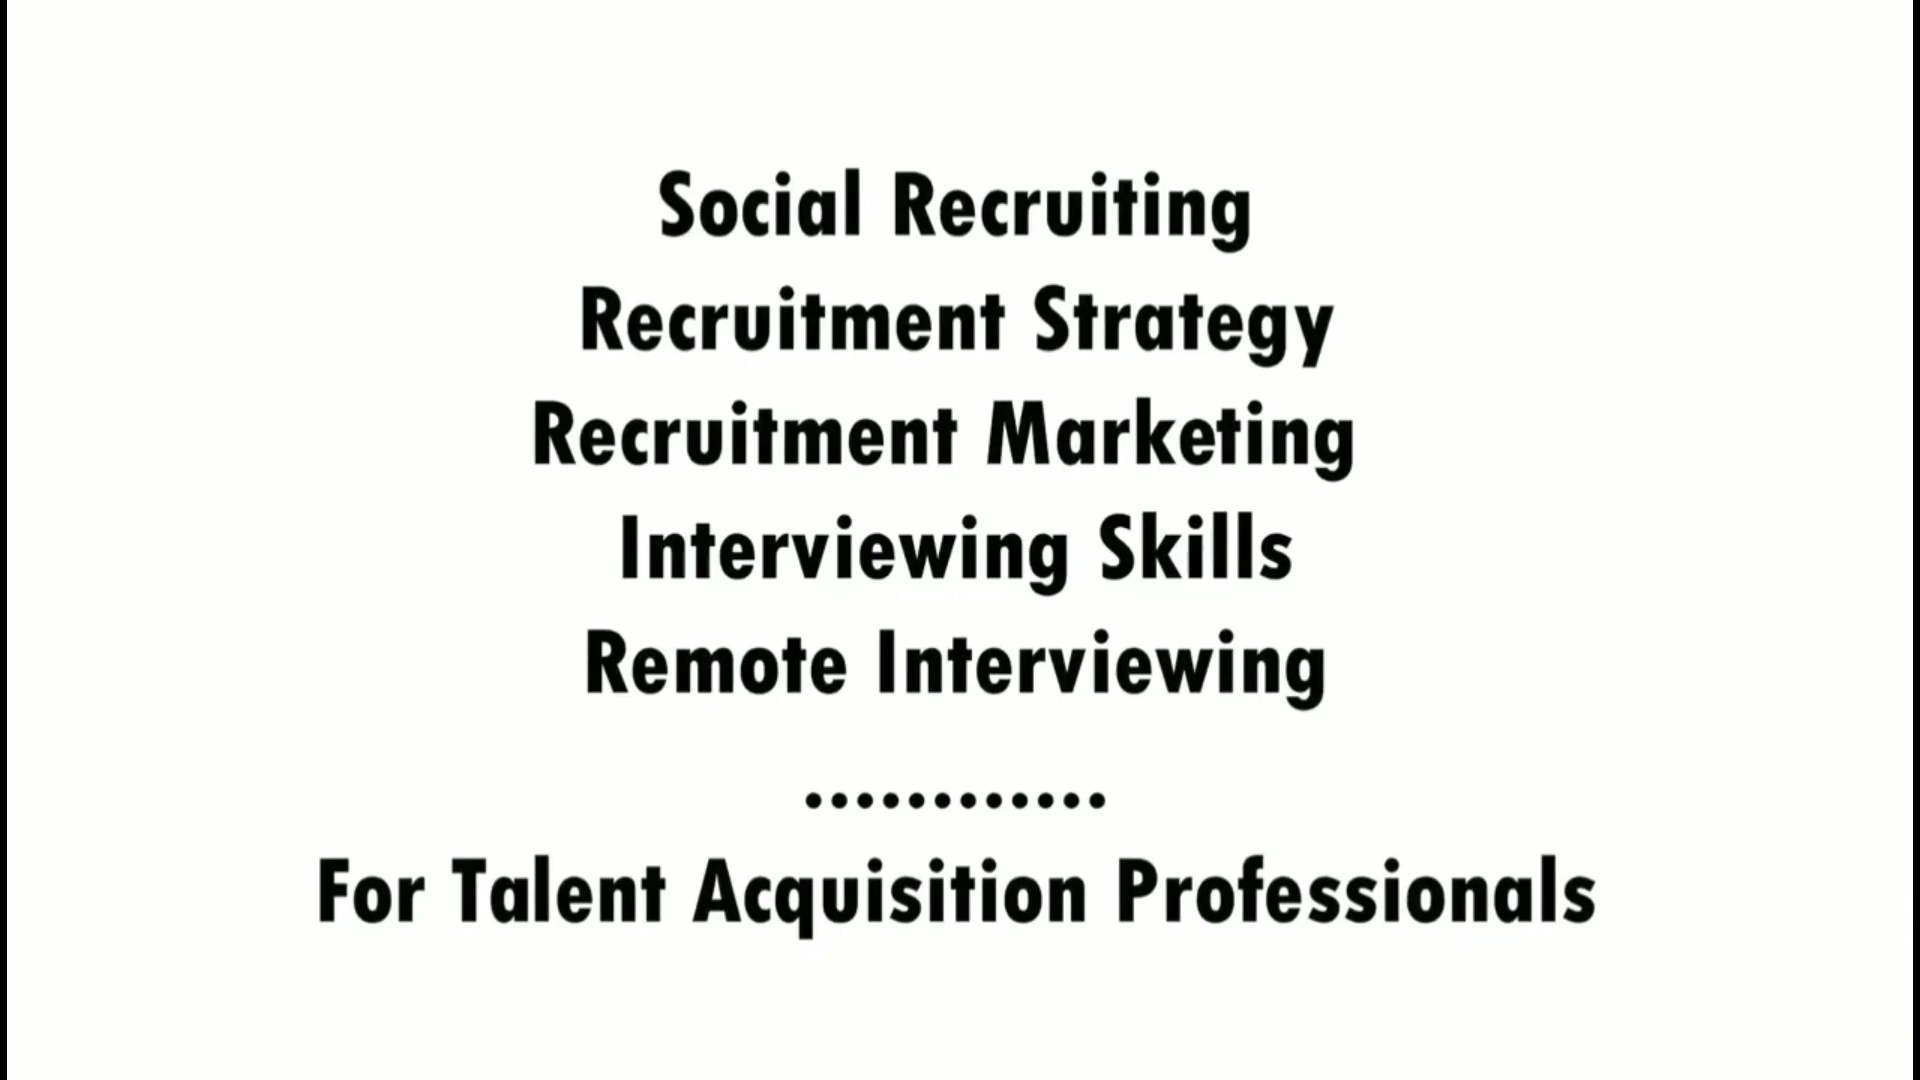 Social Recruiting
Recruitment Strategy
Recruitment Marketing
Interviewing Skills
Remote Interviewing
............
For Talent Acquisition Professionals